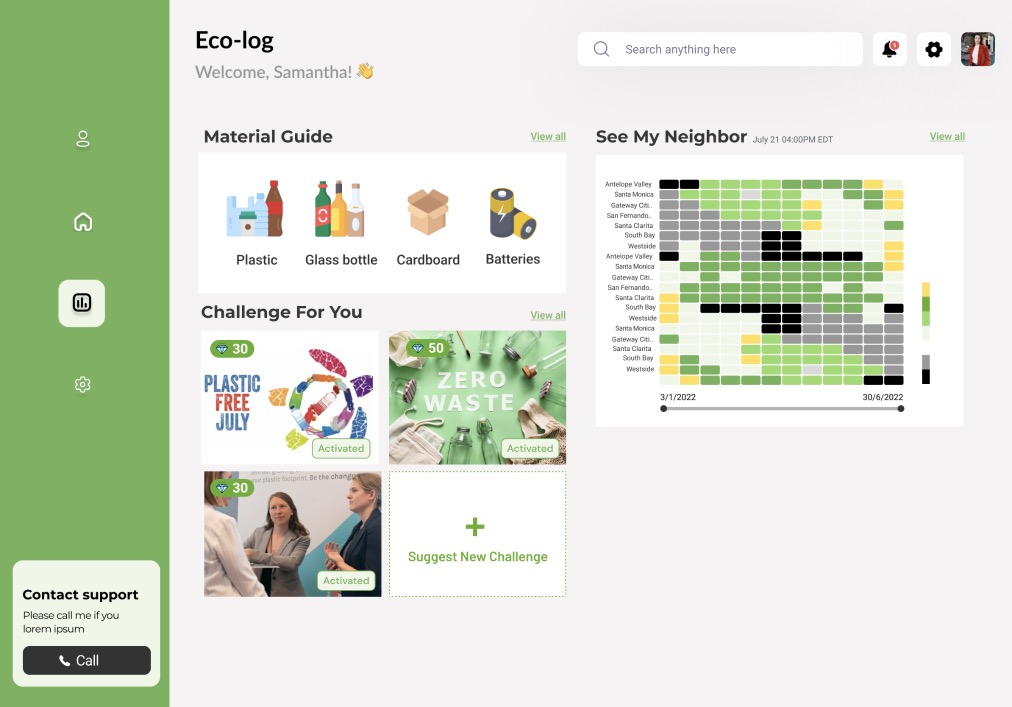 Eco-log
Welcome, Samantha! 👋
Search anything here
Material Guide
View all
Plastic
Glass bottle
Cardboard
Batteries
Challenge For You
View all
30
PLASTIC
FREE
JULY
Activated
50
ZERO
WASTE
Activated
30
plastic footprint. Be the change
Activated
+
Suggest New Challenge
See My Neighbor
July 21 04:00PM EDT
View all
Antelope Valley
Santa Monica
Gateway Citi..
San Fernando..
Santa Clarita
South Bay
Westside
Antelope Valley
Santa Monica
Gateway Citi..
San Fernando..
Santa Clarita
South Bay
Westside
Santa Monica
Gateway Citi..
Santa Clarita
South Bay
Westside
3/1/2022
30/6/2022
Contact support
Please call me if you
lorem ipsum
Call